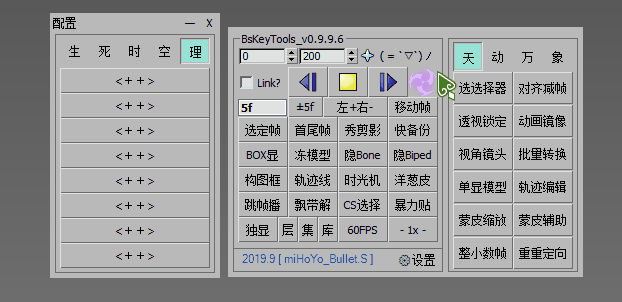 配置
生 死 时 空 理
<++>
<++>
<++>
<++>
<++>
<++>
<++>
<++>
BsKeyTools_v0.9.9.6
0 200 (=｀▽´)ﾉ
Link?
5f ±5f 左+右- 移动帧
选定帧 首尾帧 秀剪影 快备份
BOX显 冻模型 隐Bone 隐Biped
构图框 轨迹线 时光机 洋葱皮
跳帧播 飘带解 CS选择 暴力贴
独显 层 集 库 60FPS - 1x -
2019.9 [ miHoYo_Bullet.S ] 设置
天 动 万 象
选选择器 对齐减帧
透视锁定 动画镜像
视角镜头 批量转换
单显模型 轨迹编辑
蒙皮缩放 蒙皮辅助
整小数帧 重重定向